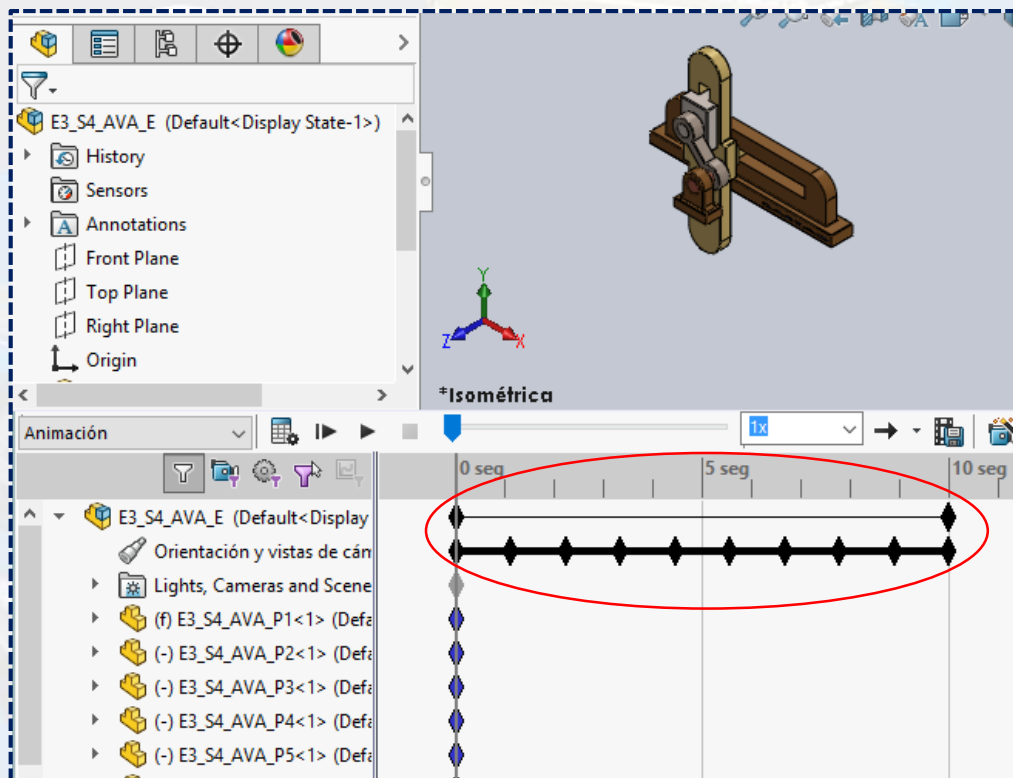 E3_S4_AVA_E (Default<Display State-1>)
History
Sensors
A Annotations
Front Plane
Top Plane
Right Plane
Origin
Y
Z
X
*Isométrica
Animación
1x
0 seg
5 seg
10 seg
E3_S4_AVA_E (Default<Display
Orientación y vistas de cám
Lights, Cameras and Scene
(f) E3_S4_AVA_P1<1> (Defa
(-) E3_S4_AVA_P2<1> (Defa
(-) E3_S4_AVA_P3<1> (Defa
(-) E3_S4_AVA_P4<1> (Defa
(-) E3_S4_AVA_P5<1> (Defa